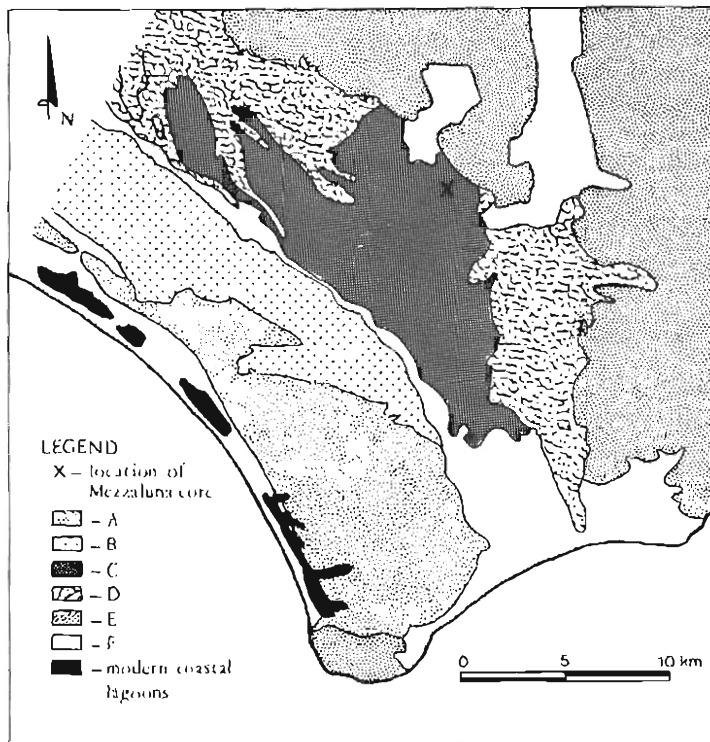 N
LEGEND
X – location of
Mezzaluna core
– A
– B
– C
– D
– E
– F
– modern coastal
lagoons
X
0 5 10 km